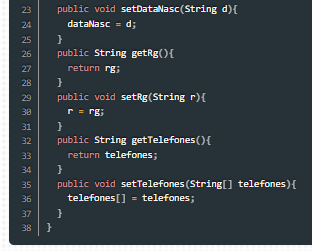 23 public void setDataNasc(String d){
24 dataNasc = d;
25 }
26 public String getRg(){
27 return rg;
28 }
29 public void setRg(String r){
30 r = rg;
31 }
32 public String getTelefones(){
33 return telefones;
34 }
35 public void setTelefones(String[] telefones){
36 telefones[] = telefones;
37 }
38 }